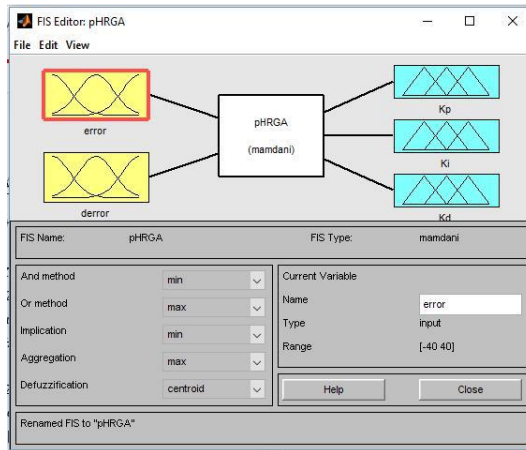 FIS Editor: pHRGA
File Edit View
error
derror
pHRGA
(mamdani)
Kp
Ki
Kd
FIS Name: pHRGA FIS Type: mamdani
And method min
Or method max
Implication min
Aggregation max
Defuzzification centroid
Current Variable
Name error
Type input
Range [-40 40]
Help Close
Renamed FIS to "pHRGA"